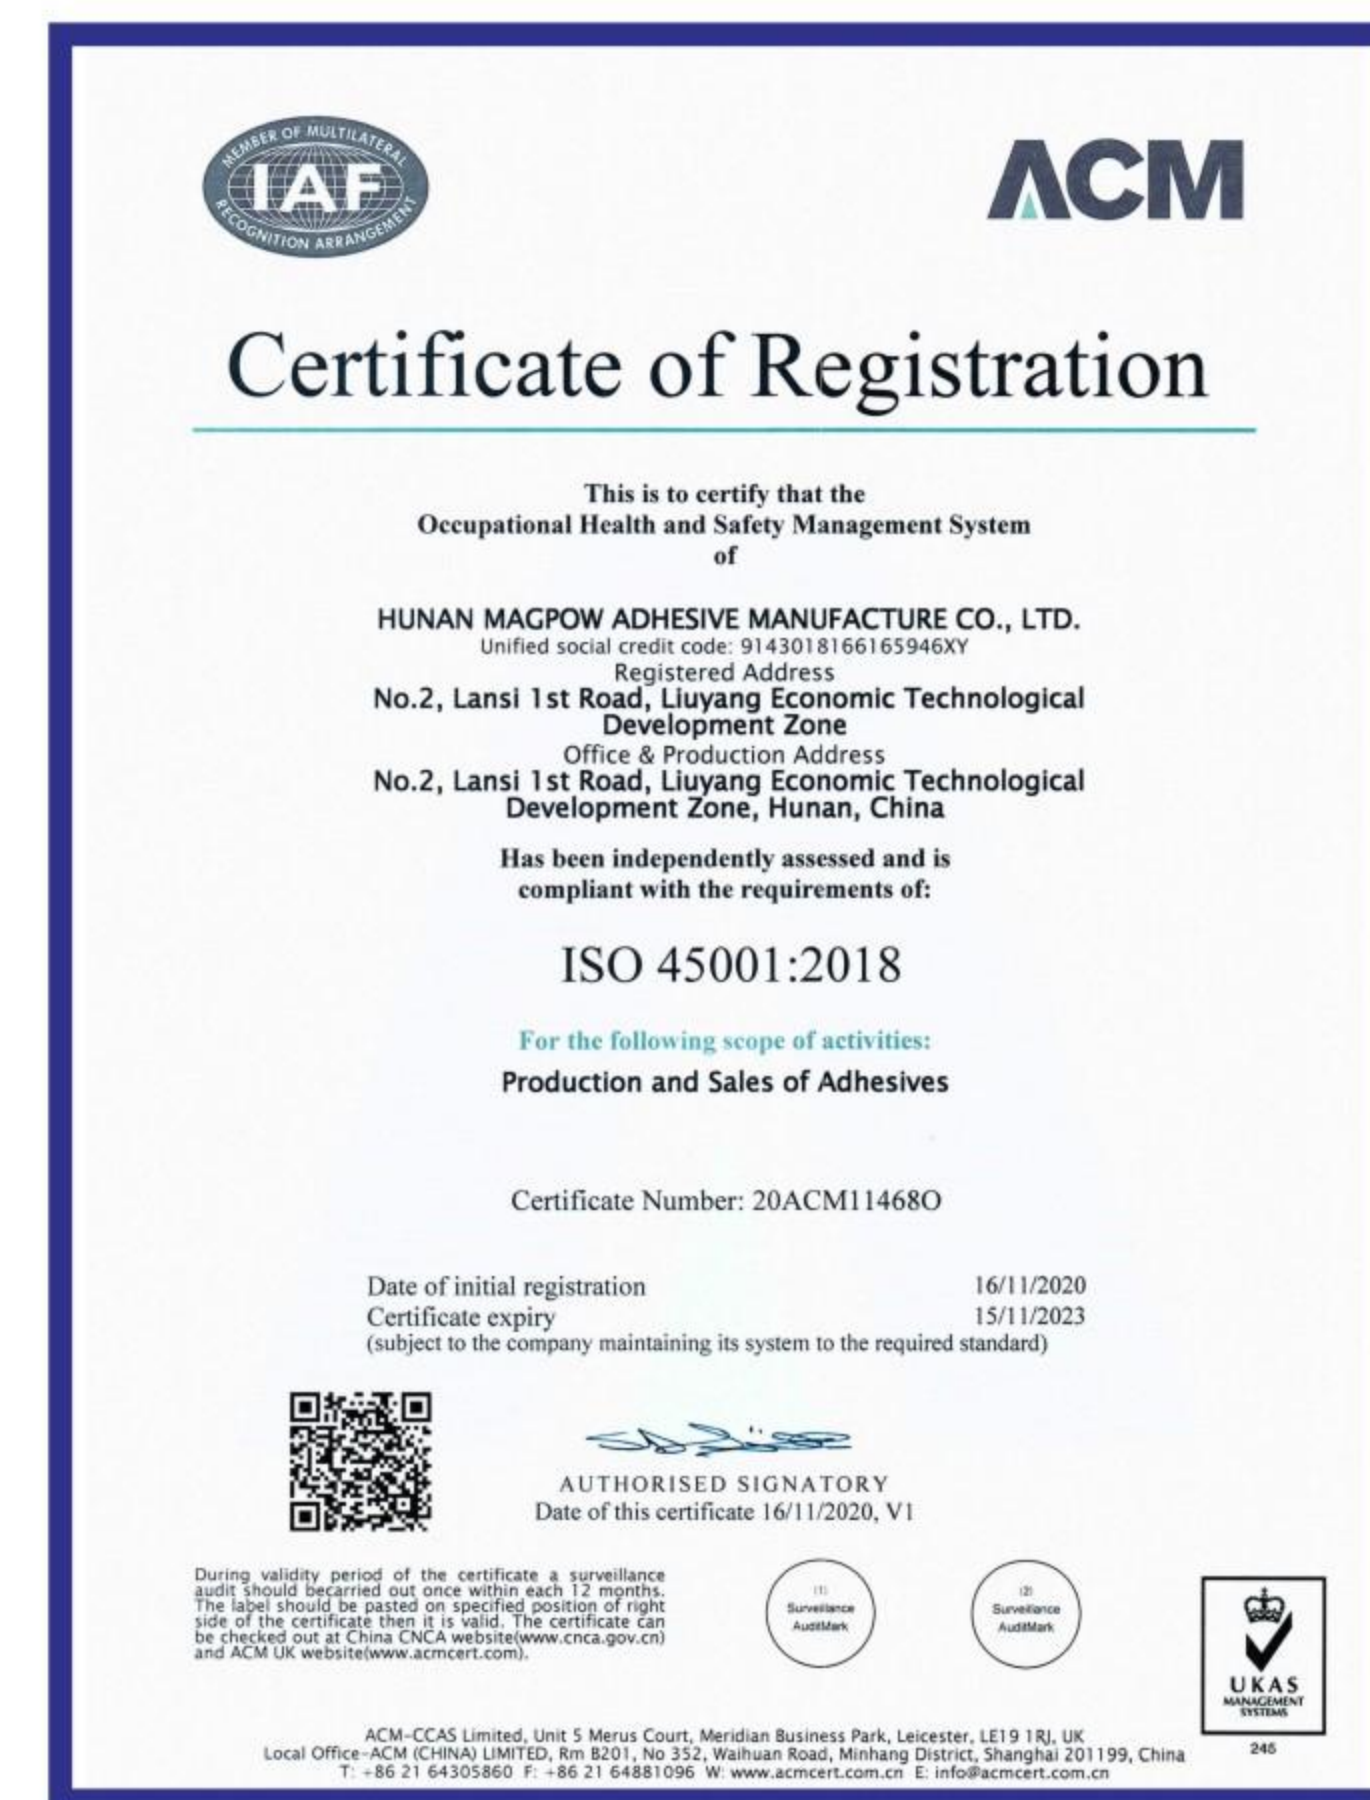 MEMBER OF MULTILATERAL
IAF
RECOGNITION ARRANGEMENT
ACM
Certificate of Registration
This is to certify that the
Occupational Health and Safety Management System
of
HUNAN MAGPOW ADHESIVE MANUFACTURE CO., LTD.
Unified social credit code: 9143018166165946XY
Registered Address
No.2, Lansi 1st Road, Liuyang Economic Technological
Development Zone
Office & Production Address
No.2, Lansi 1st Road, Liuyang Economic Technological
Development Zone, Hunan, China
Has been independently assessed and is
compliant with the requirements of:
ISO 45001:2018
For the following scope of activities:
Production and Sales of Adhesives
Certificate Number: 20ACM11468O
Date of initial registration 16/11/2020
Certificate expiry 15/11/2023
(subject to the company maintaining its system to the required standard)
AUTHORISED SIGNATORY
Date of this certificate 16/11/2020, V1
During validity period of the certificate a surveillance
audit should becarried out once within each 12 months.
The label should be pasted on specified position of right
side of the certificate then it is valid. The certificate can
be checked out at China CNCA website(www.cnca.gov.cn)
and ACM UK website(www.acmcert.com).
(1)
Surveillance
AuditMark
(2)
Surveillance
AuditMark
UKAS
MANAGEMENT
SYSTEMS
245
ACM-CCAS Limited, Unit 5 Merus Court, Meridian Business Park, Leicester, LE19 1RJ, UK
Local Office-ACM (CHINA) LIMITED, Rm B201, No 352, Waihuan Road, Minhang District, Shanghai 201199, China
T: +86 21 64305860 F: +86 21 64881096 W: www.acmcert.com.cn E: info@acmcert.com.cn